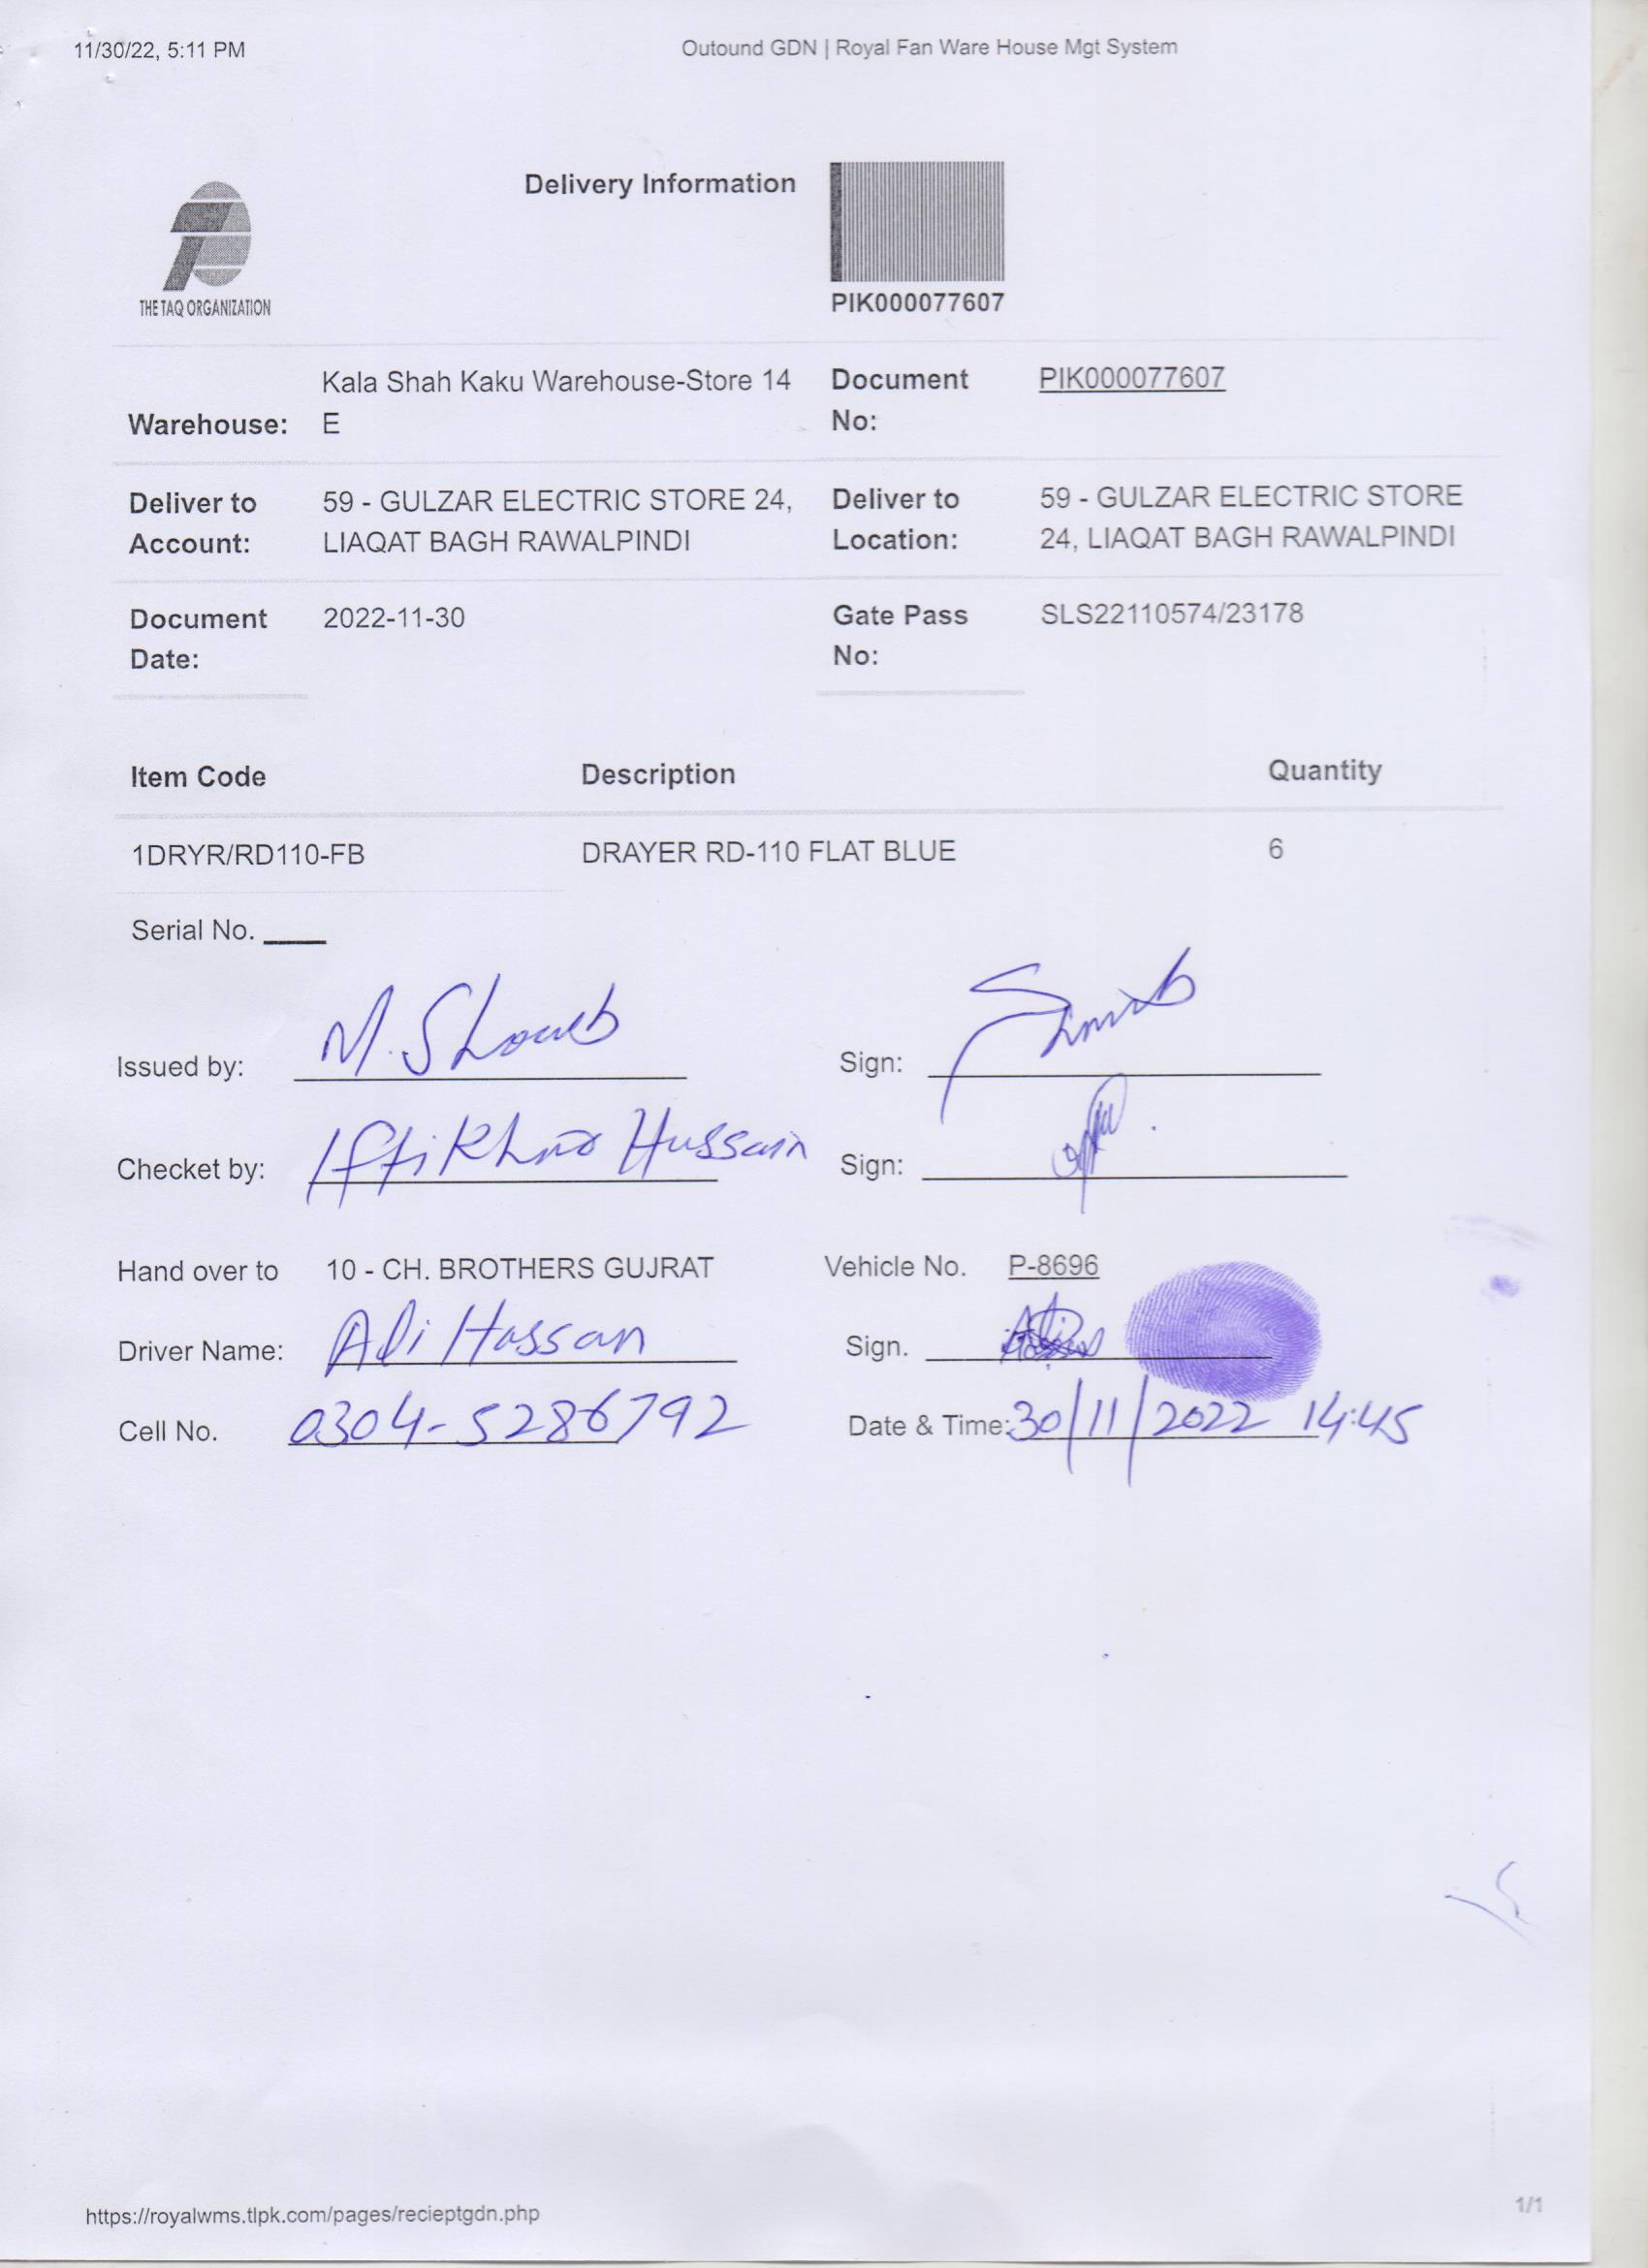 11/30/22, 5:11 PM Outound GDN | Royal Fan Ware House Mgt System
Delivery Information
THE TAQ ORGANIZATION
PIK000077607
Kala Shah Kaku Warehouse-Store 14 Document PIK000077607
Warehouse: E No:
Deliver to 59 - GULZAR ELECTRIC STORE 24, Deliver to 59 - GULZAR ELECTRIC STORE
Account: LIAQAT BAGH RAWALPINDI Location: 24, LIAQAT BAGH RAWALPINDI
Document 2022-11-30 Gate Pass SLS22110574/23178
Date: No:
Item Code Description Quantity
1DRYR/RD110-FB DRAYER RD-110 FLAT BLUE 6
Serial No.
Issued by: M. Shoueb Sign:
Checket by: Iftikhar Hussain Sign:
Hand over to 10 - CH. BROTHERS GUJRAT Vehicle No. P-8696
Driver Name: Ali Hassan Sign.
Cell No. 0304-5286792 Date & Time: 30/11/2022 14:45
https://royalwms.tlpk.com/pages/recieptgdn.php 1/1